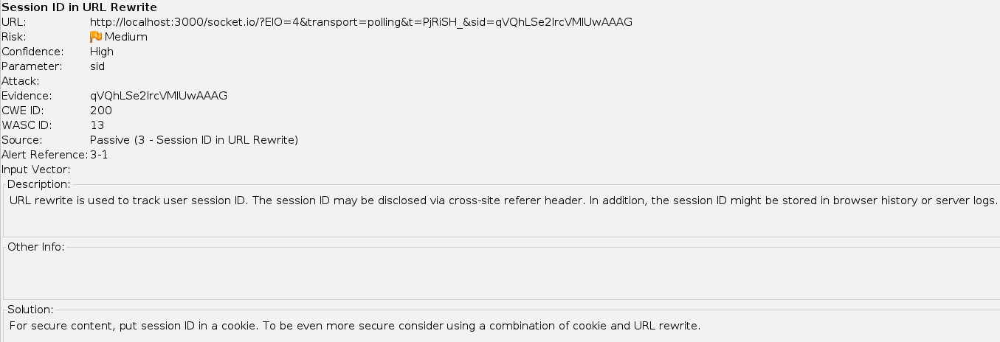 Session ID in URL Rewrite
URL: http://localhost:3000/socket.io/?EIO=4&transport=polling&t=PjRiSH_&sid=qVQhLSe2IrcVMIUwAAAG
Risk: Medium
Confidence: High
Parameter: sid
Attack:
Evidence: qVQhLSe2IrcVMIUwAAAG
CWE ID: 200
WASC ID: 13
Source: Passive (3 - Session ID in URL Rewrite)
Alert Reference: 3-1
Input Vector:
Description:
URL rewrite is used to track user session ID. The session ID may be disclosed via cross-site referer header. In addition, the session ID might be stored in browser history or server logs.
Other Info:
Solution:
For secure content, put session ID in a cookie. To be even more secure consider using a combination of cookie and URL rewrite.